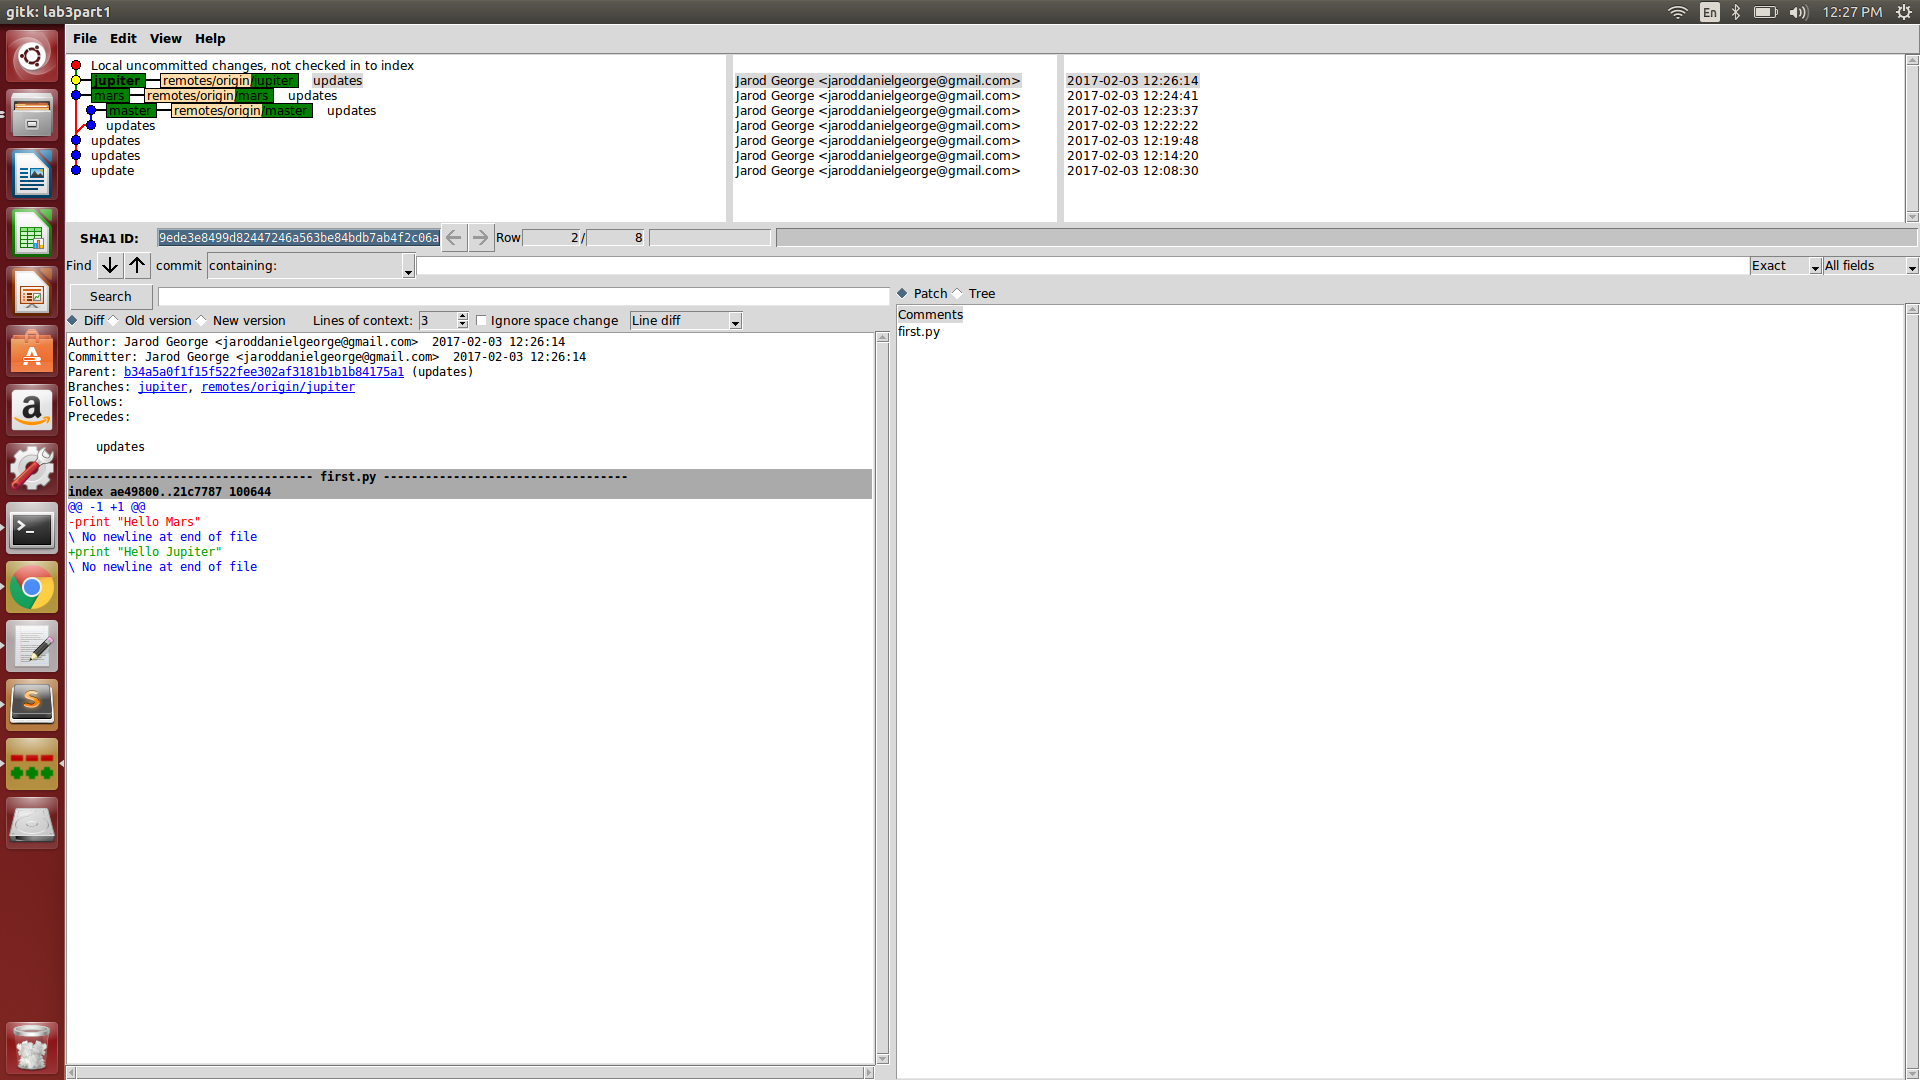 gitk: lab3part1
En 12:27 PM
File Edit View Help
Local uncommitted changes, not checked in to index
jupiter remotes/origin/jupiter updates Jarod George <jaroddanielgeorge@gmail.com> 2017-02-03 12:26:14
mars remotes/origin/mars updates Jarod George <jaroddanielgeorge@gmail.com> 2017-02-03 12:24:41
master remotes/origin/master updates Jarod George <jaroddanielgeorge@gmail.com> 2017-02-03 12:23:37
updates Jarod George <jaroddanielgeorge@gmail.com> 2017-02-03 12:22:22
updates Jarod George <jaroddanielgeorge@gmail.com> 2017-02-03 12:19:48
updates Jarod George <jaroddanielgeorge@gmail.com> 2017-02-03 12:14:20
update Jarod George <jaroddanielgeorge@gmail.com> 2017-02-03 12:08:30
SHA1 ID: 9ede3e8499d82447246a563be84bdb7ab4f2c06a Row 2 / 8
Find commit containing: Exact All fields
Search
Diff Old version New version Lines of context: 3 Ignore space change Line diff
Author: Jarod George <jaroddanielgeorge@gmail.com>  2017-02-03 12:26:14
Committer: Jarod George <jaroddanielgeorge@gmail.com>  2017-02-03 12:26:14
Parent: b34a5a0f1f15f522fee302af3181b1b1b84175a1 (updates)
Branches: jupiter, remotes/origin/jupiter
Follows:
Precedes:
updates
----------------------------------- first.py -----------------------------------
index ae49800..21c7787 100644
@@ -1 +1 @@
-print "Hello Mars"
\ No newline at end of file
+print "Hello Jupiter"
\ No newline at end of file
Patch Tree
Comments
first.py